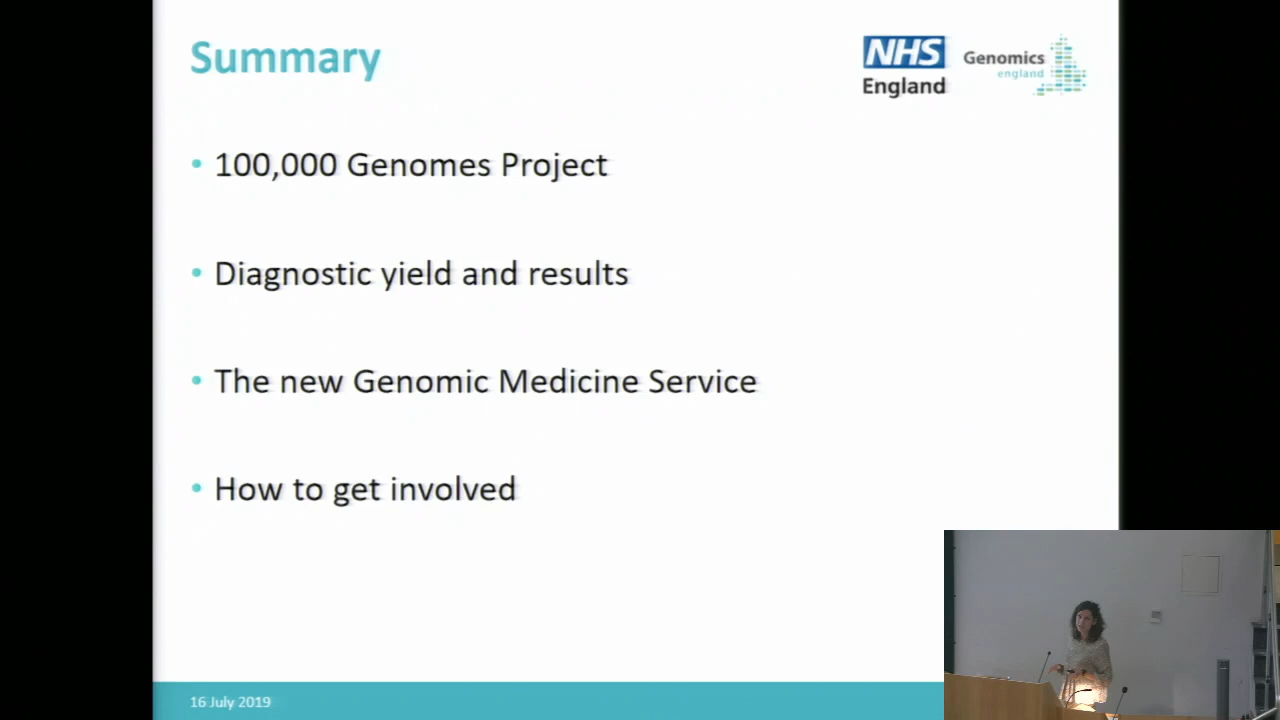 Summary
NHS
England
Genomics
england
• 100,000 Genomes Project
• Diagnostic yield and results
• The new Genomic Medicine Service
• How to get involved
16 July 2019